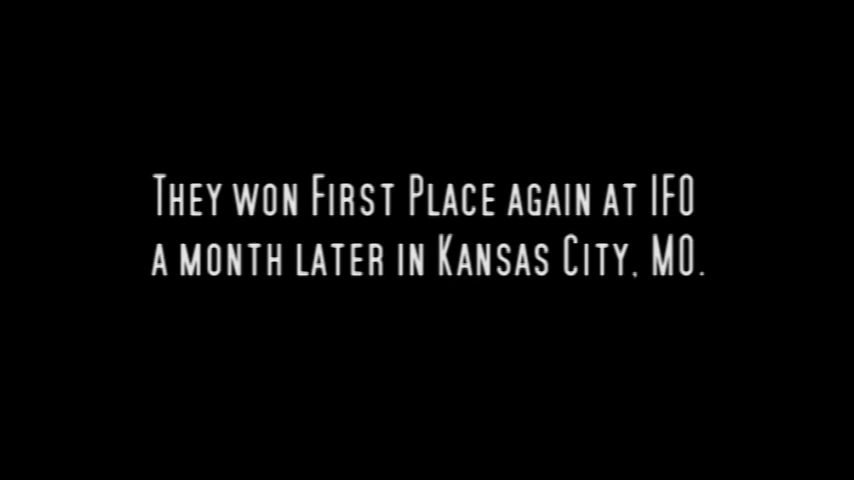 They won First Place again at IFO
a month later in Kansas City, MO.